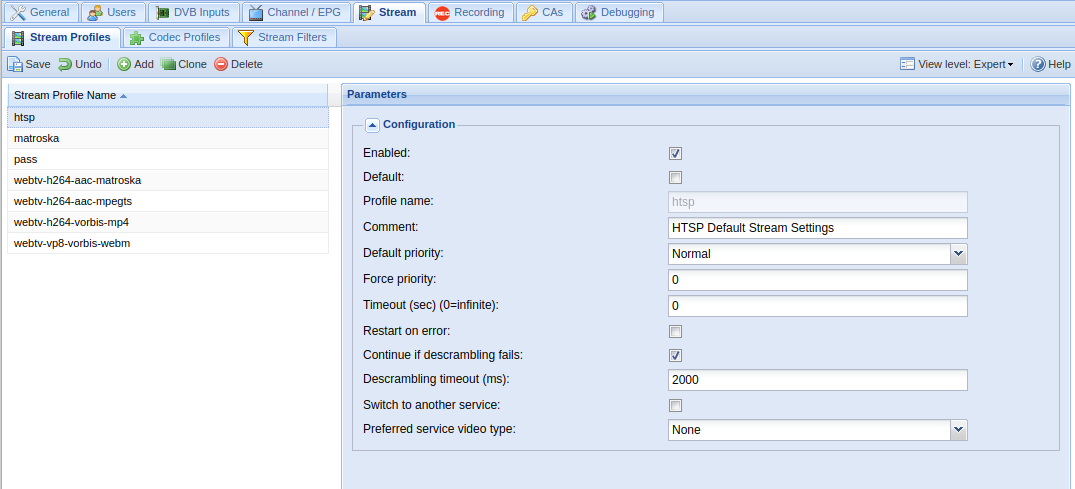 General Users DVB Inputs Channel / EPG Stream REC Recording CAs Debugging
Stream Profiles Codec Profiles Stream Filters
Save Undo Add Clone Delete View level: Expert Help
Stream Profile Name
htsp
matroska
pass
webtv-h264-aac-matroska
webtv-h264-aac-mpegts
webtv-h264-vorbis-mp4
webtv-vp8-vorbis-webm
Parameters
Configuration
Enabled:
Default:
Profile name: htsp
Comment: HTSP Default Stream Settings
Default priority: Normal
Force priority: 0
Timeout (sec) (0=infinite): 0
Restart on error:
Continue if descrambling fails:
Descrambling timeout (ms): 2000
Switch to another service:
Preferred service video type: None